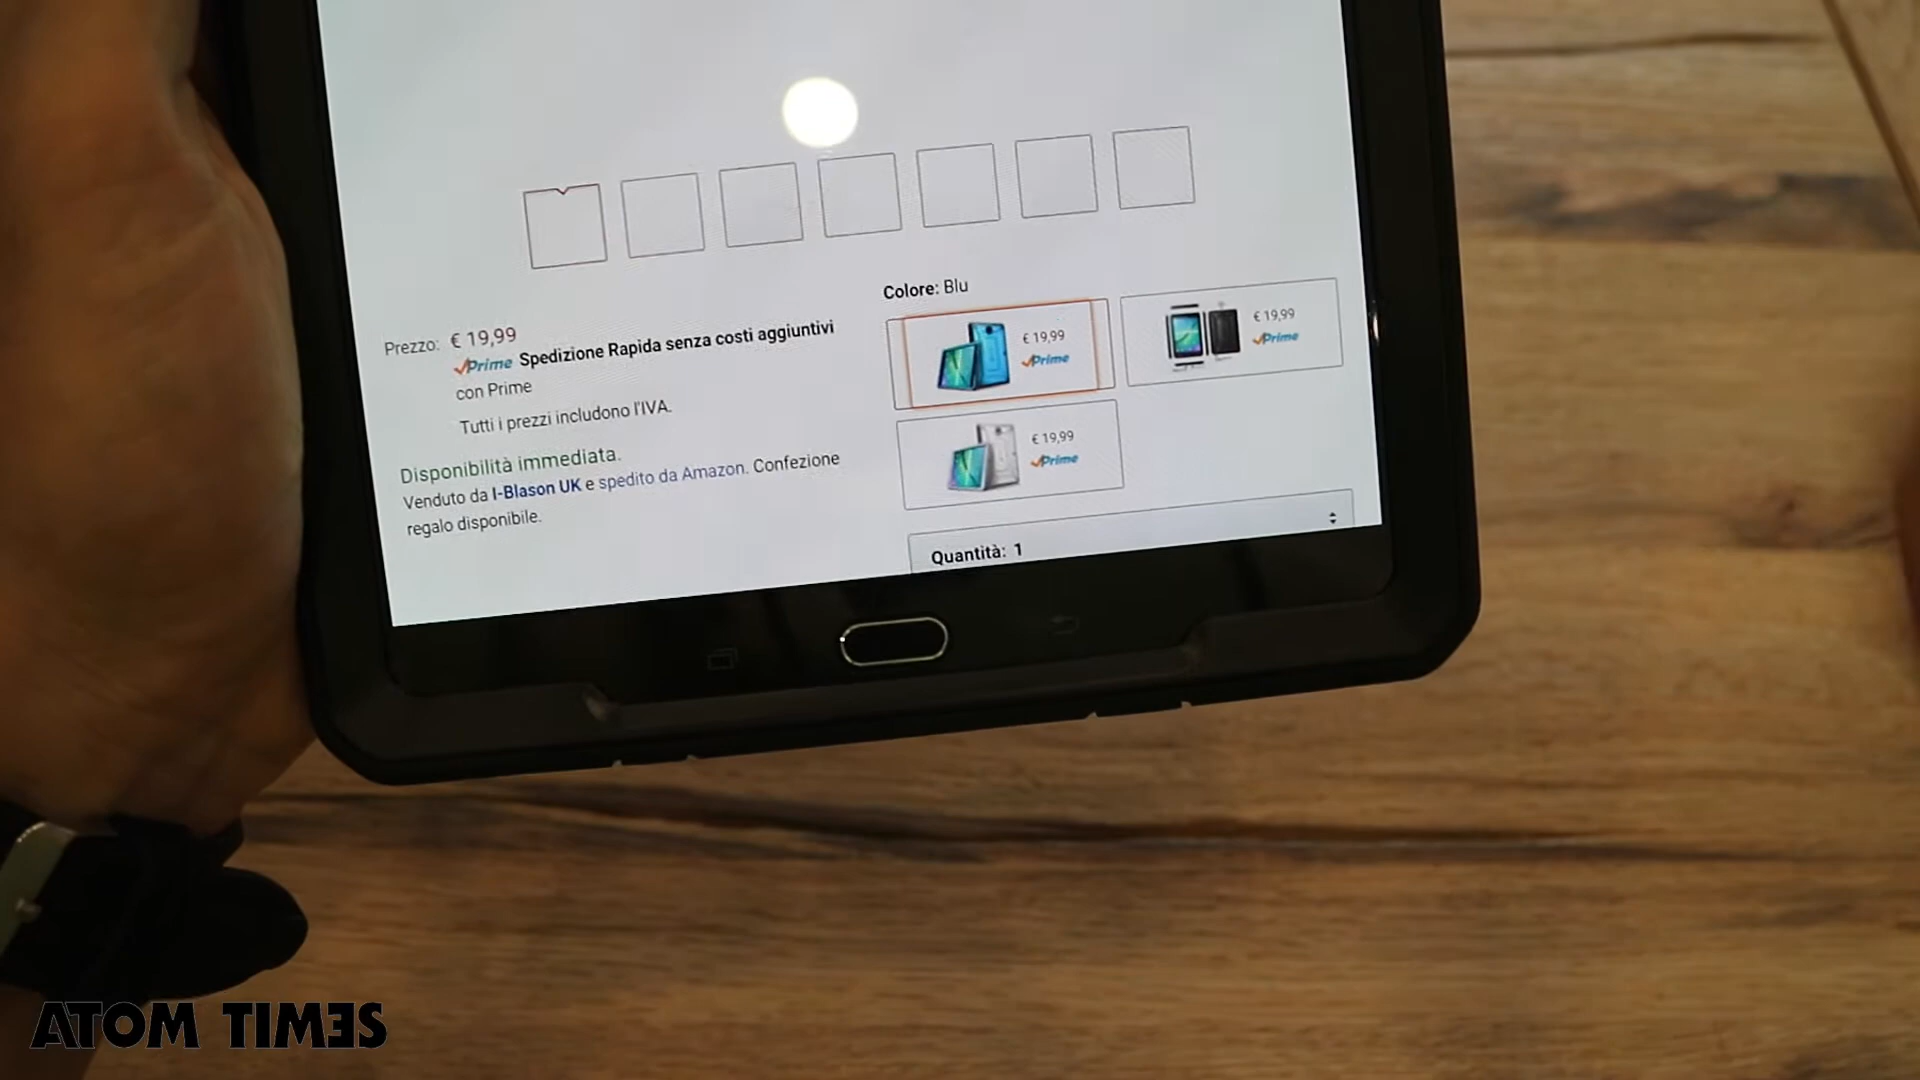 Colore: Blu
Prezzo: € 19,99
Prime Spedizione Rapida senza costi aggiuntivi
con Prime
Tutti i prezzi includono l'IVA.
Disponibilità immediata.
Venduto da I-Blason UK e spedito da Amazon. Confezione
regalo disponibile.
€ 19,99
Prime
€ 19,99
Prime
€ 19,99
Prime
Quantità: 1
ATOM TIMES